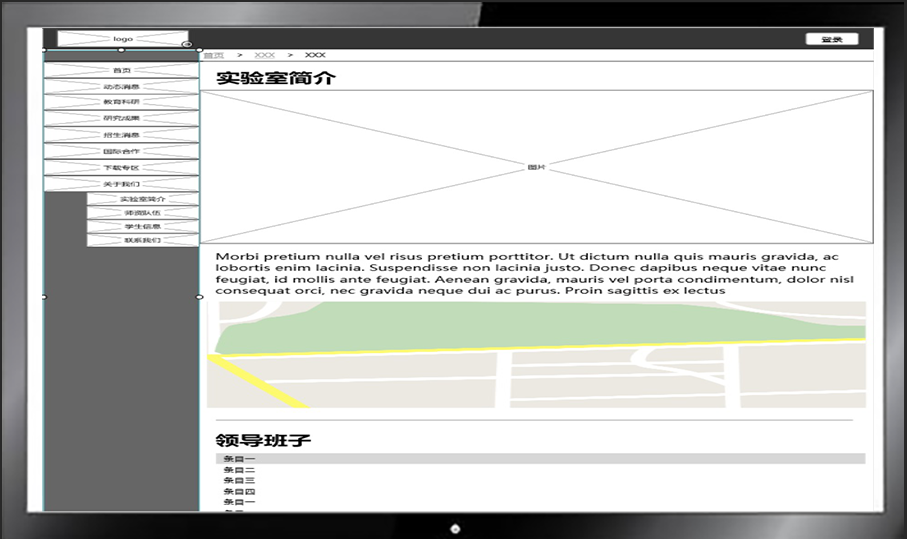 logo
登录
首页 > XXX > XXX
首页
动态消息
教育科研
研究成果
招生消息
国际合作
下载专区
关于我们
实验室简介
师资队伍
学生信息
联系我们
实验室简介
图片
Morbi pretium nulla vel risus pretium porttitor. Ut dictum nulla quis mauris gravida, ac
lobortis enim lacinia. Suspendisse non lacinia justo. Donec dapibus neque vitae nunc
feugiat, id mollis ante feugiat. Aenean gravida, mauris vel porta condimentum, dolor nisl
consequat orci, nec gravida neque dui ac purus. Proin sagittis ex lectus
领导班子
条目一
条目二
条目三
条目四
条目一